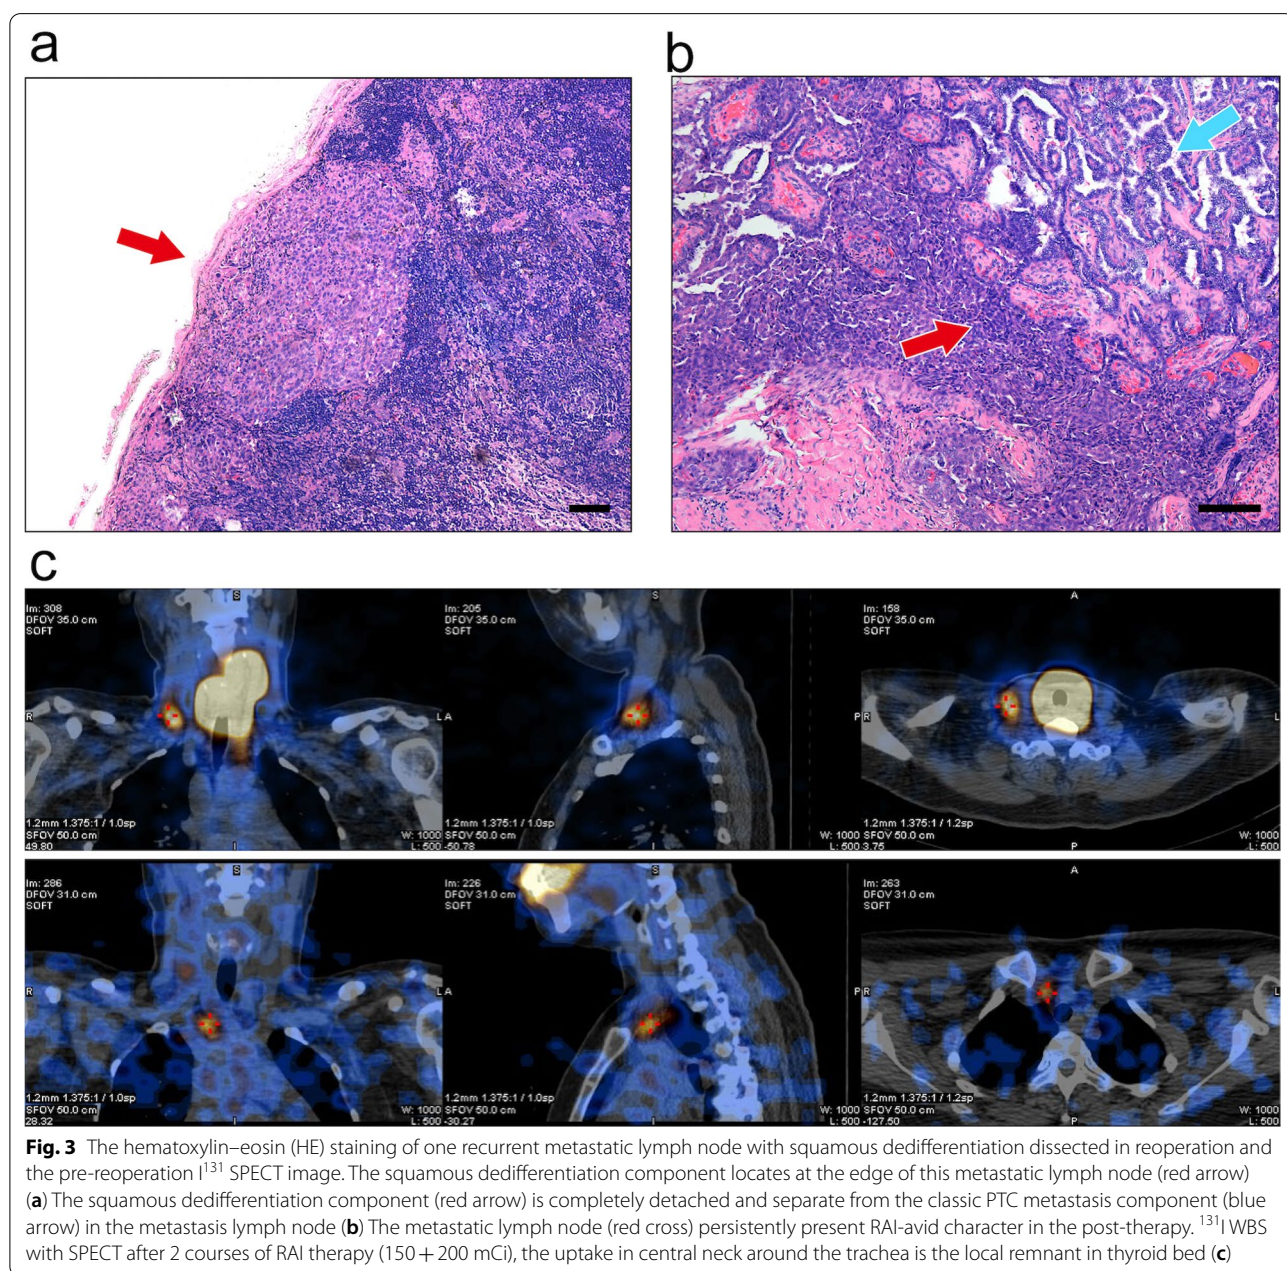 a
b
c
S
Im: 308
DFOV 35.0 cm
SOFT
R
L
1.2mm 1.375:1 / 1.0sp
SFOV 50.0 cm
49.80
I
W: 1000
L: 500
S
Im: 205
DFOV 35.0 cm
SOFT
A
P
1.2mm 1.375:1 / 1.0sp
SFOV 50.0 cm
-50.78
I
W: 1000
L: 500
A
Im: 158
DFOV 35.0 cm
SOFT
R
L
1.2mm 1.375:1 / 1.2sp
SFOV 50.0 cm
3.75
P
W: 1000
L: 500
S
Im: 286
DFOV 31.0 cm
SOFT
R
L
1.2mm 1.375:1 / 1.0sp
SFOV 50.0 cm
28.32
I
W: 1000
L: 500
S
Im: 226
DFOV 31.0 cm
SOFT
A
P
1.2mm 1.375:1 / 1.0sp
SFOV 50.0 cm
-30.27
I
W: 1000
L: 500
A
Im: 263
DFOV 31.0 cm
SOFT
R
L
1.2mm 1.375:1 / 1.0sp
SFOV 50.0 cm
-127.50
P
W: 1000
L: 500
Fig. 3 The hematoxylin–eosin (HE) staining of one recurrent metastatic lymph node with squamous dedifferentiation dissected in reoperation and
the pre-reoperation I¹³¹ SPECT image. The squamous dedifferentiation component locates at the edge of this metastatic lymph node (red arrow)
(a) The squamous dedifferentiation component (red arrow) is completely detached and separate from the classic PTC metastasis component (blue
arrow) in the metastasis lymph node (b) The metastatic lymph node (red cross) persistently present RAI-avid character in the post-therapy. ¹³¹I WBS
with SPECT after 2 courses of RAI therapy (150 + 200 mCi), the uptake in central neck around the trachea is the local remnant in thyroid bed (c)